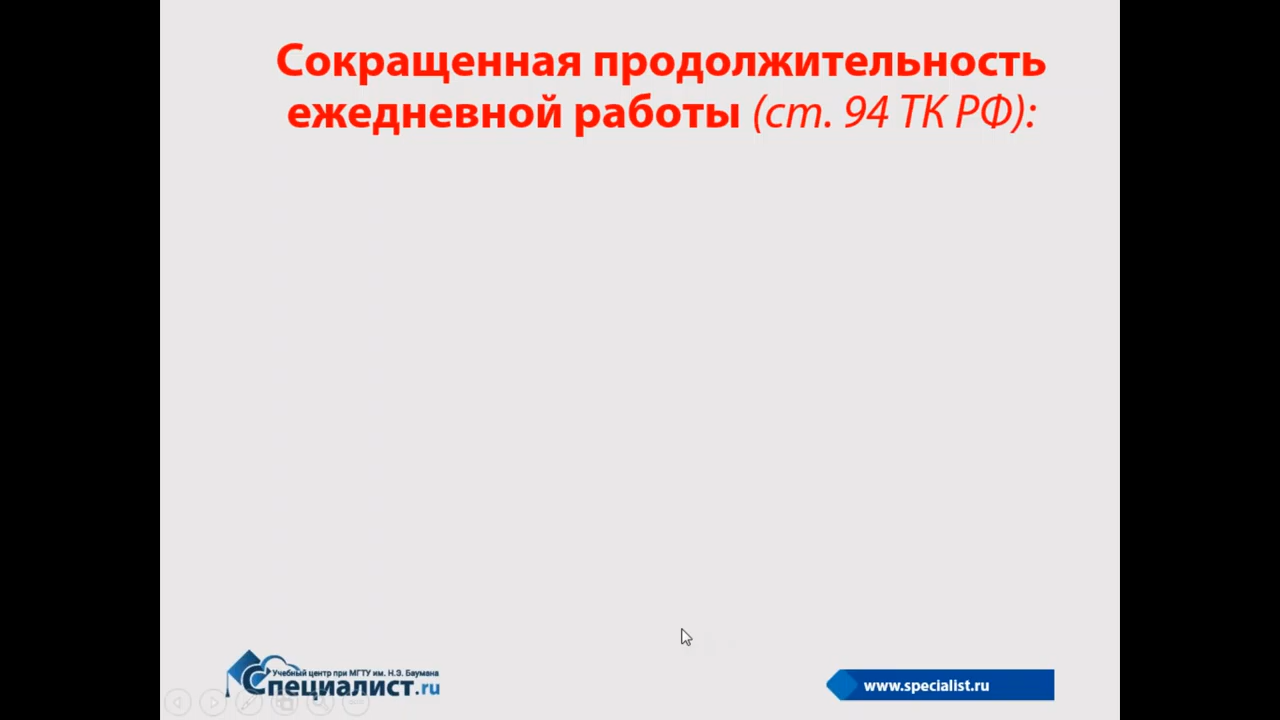 Сокращенная продолжительность
ежедневной работы (ст. 94 ТК РФ):
Учебный центр при МГТУ им. Н.Э. Баумана
Специалист.ru
www.specialist.ru